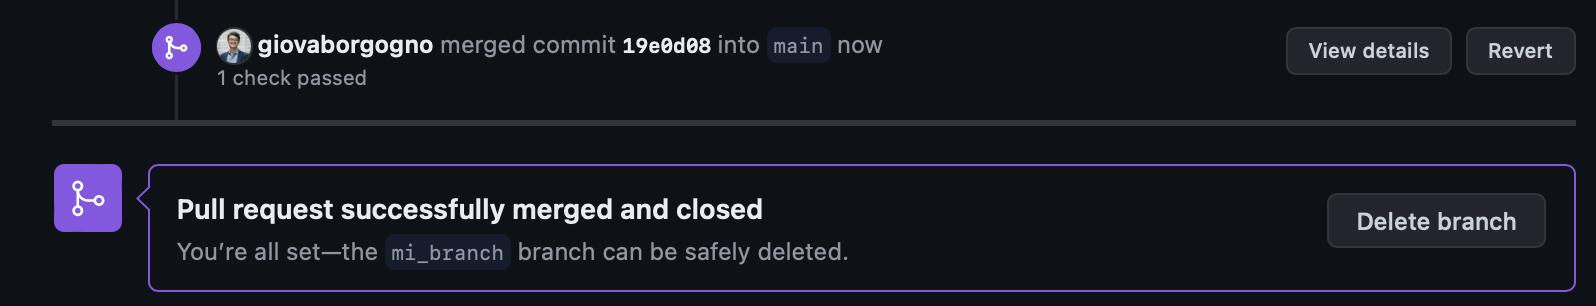 giovaborgogno merged commit 19e0d08 into main now
View details
Revert
1 check passed
Pull request successfully merged and closed
You're all set—the mi_branch branch can be safely deleted.
Delete branch